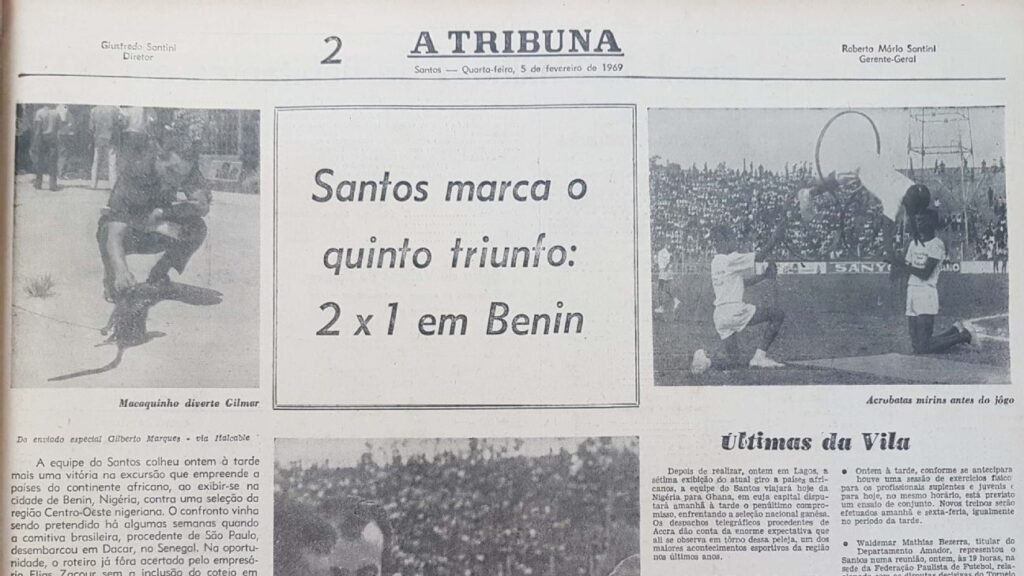 Giusfredo Santini
Diretor
2
A TRIBUNA
Santos — Quarta-feira, 5 de fevereiro de 1969
Roberto Mário Santini
Gerente-Geral
Santos marca o
quinto triunfo:
2 x 1 em Benin
SANYO
Macaquinho diverte Gilmar
Acrobatas mirins antes do jôgo
Do enviado especial Gilberto Marques - via Italcable
A equipe do Santos colheu ontem à tarde
mais uma vitória na excursão que empreende a
países do continente africano, ao exibir-se na
cidade de Benin, Nigéria, contra uma seleção da
região Centro-Oeste nigeriana. O confronto vinha
sendo pretendido há algumas semanas quando
a comitiva brasileira, procedente de São Paulo,
desembarcou em Dacar, no Senegal. Na oportu-
nidade, o roteiro já fôra acertado pelo empresá-
rio Elias Zacour sem a inclusão do cotejo em
Últimas da Vila
Depois de realizar, ontem em Lagos, a
sétima exibição do atual giro a países afri-
canos, a equipe do Santos viajará hoje da
Nigéria para Ghana, em cuja capital dispu-
tará amanhã à tarde o penúltimo compro-
misso, enfrentando a seleção nacional ganêsa.
Os despachos telegráficos procedentes de
Accra dão conta da enorme expectativa que
ali se observa em tôrno dessa peleja, um dos
maiores acontecimentos esportivos da região
nos últimos anos.
● Ontem à tarde, conforme se antecipara
houve uma sessão de exercícios físicos
para os profissionais suplentes e juvenis e
para hoje, no mesmo horário, está previsto
um ensaio de conjunto. Novos treinos serão
efetuados amanhã e sexta-feira, igualmente
no período da tarde.
● Waldemar Mathias Bezerra, titular do
Departamento Amador, representou o
Santos numa reunião, ontem, às 19 horas, na
sede da Federação Paulista de Futebol, rela-